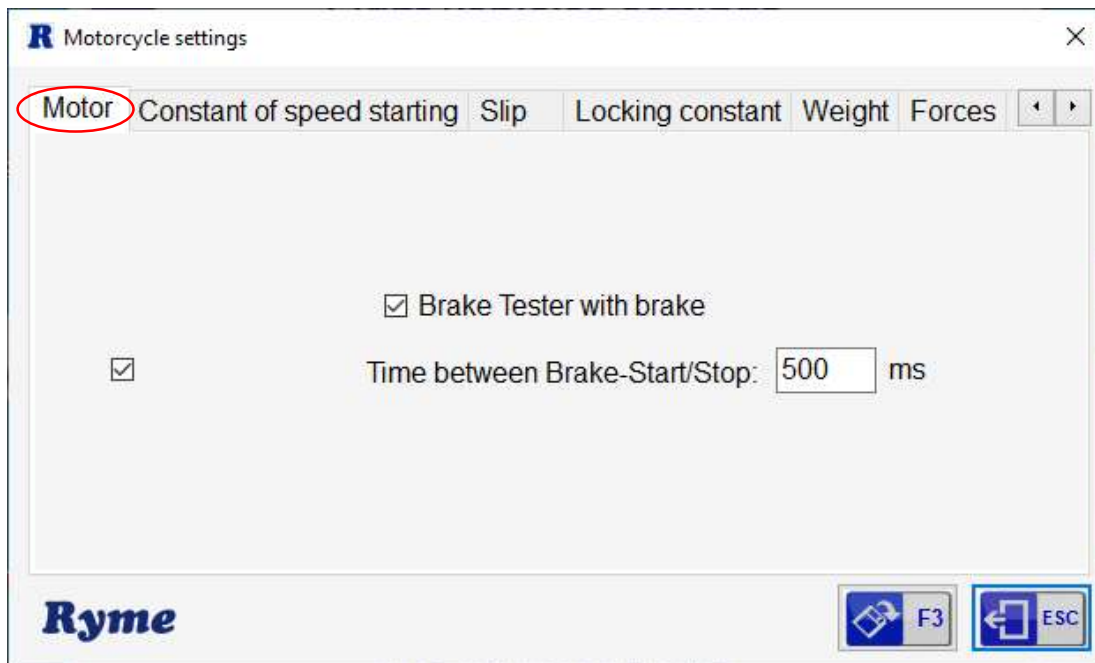 R Motorcycle settings
Motor Constant of speed starting Slip Locking constant Weight Forces
Brake Tester with brake
Time between Brake-Start/Stop: 500 ms
Ryme F3 ESC